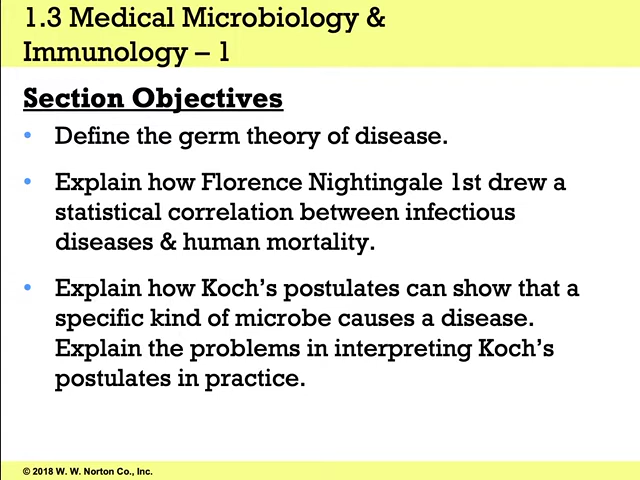 1.3 Medical Microbiology &
Immunology – 1
Section Objectives
• Define the germ theory of disease.
• Explain how Florence Nightingale 1st drew a
statistical correlation between infectious
diseases & human mortality.
• Explain how Koch’s postulates can show that a
specific kind of microbe causes a disease.
Explain the problems in interpreting Koch’s
postulates in practice.
© 2018 W. W. Norton Co., Inc.